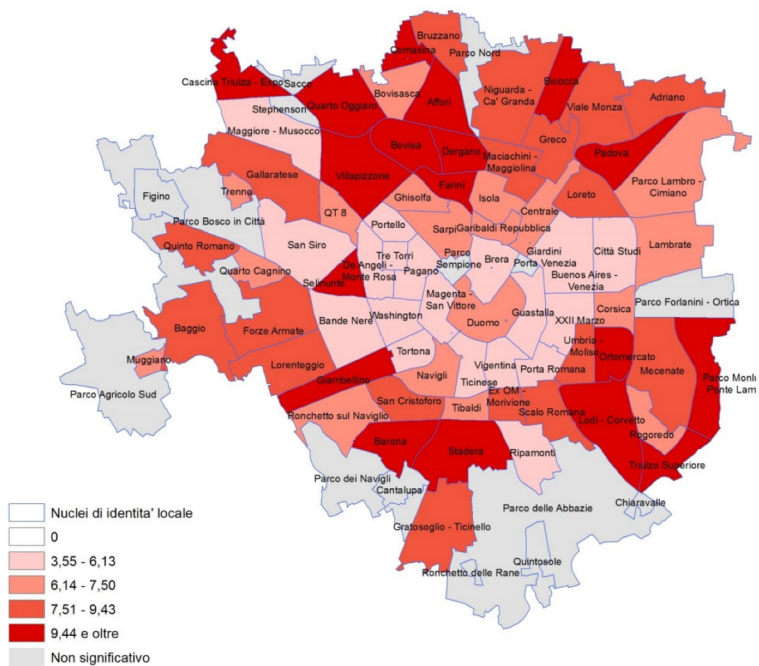 Bruzzano
Comasina
Parco Nord
Cascina Triulza - Expo
Sacco
Bovisasca
Bicocca
Quarto Oggiaro
Affori
Niguarda -
Ca' Granda
Viale Monza
Adriano
Stephenson
Maggiore - Musocco
Greco
Bovisa
Dergano
Maciachini -
Maggiolina
Padova
Villapizzone
Gallaratese
Farini
Parco Lambro -
Cimiano
Trenno
Ghisolfa
Isola
Loreto
Figino
QT 8
Centrale
Parco Bosco in Città
Portello
Sarpi
Garibaldi Repubblica
San Siro
Quinto Romano
Tre Torri
Parco
Sempione
Brera
Giardini
Porta
Venezia
Città Studi
Lambrate
Quarto Cagnino
De Angeli -
Monte Rosa
Pagano
Buenos Aires -
Venezia
Selinunte
Magenta -
San Vittore
Parco Forlanini - Ortica
Baggio
Forze Armate
Bande Nere
Washington
Duomo
Guastalla
XXII Marzo
Corsica
Umbria -
Molise
Ortomercato
Muggiano
Lorenteggio
Tortona
Vigentina
Porta Romana
Mecenate
Parco Monlu
Ponte Lam
Parco Agricolo Sud
Giambellino
Navigli
Ticinese
San Cristoforo
Tibaldi
Ex OM -
Morivione
Scalo Romana
Lodi - Corvetto
Ronchetto sul Naviglio
Rogoredo
Barona
Stadera
Ripamonti
Triulzo Superiore
Parco dei Navigli
Cantalupa
Parco delle Abbazie
Chiaravalle
Gratosoglio - Ticinello
Quintosole
Ronchetto delle Rane
Nuclei di identita' locale
0
3,55 - 6,13
6,14 - 7,50
7,51 - 9,43
9,44 e oltre
Non significativo